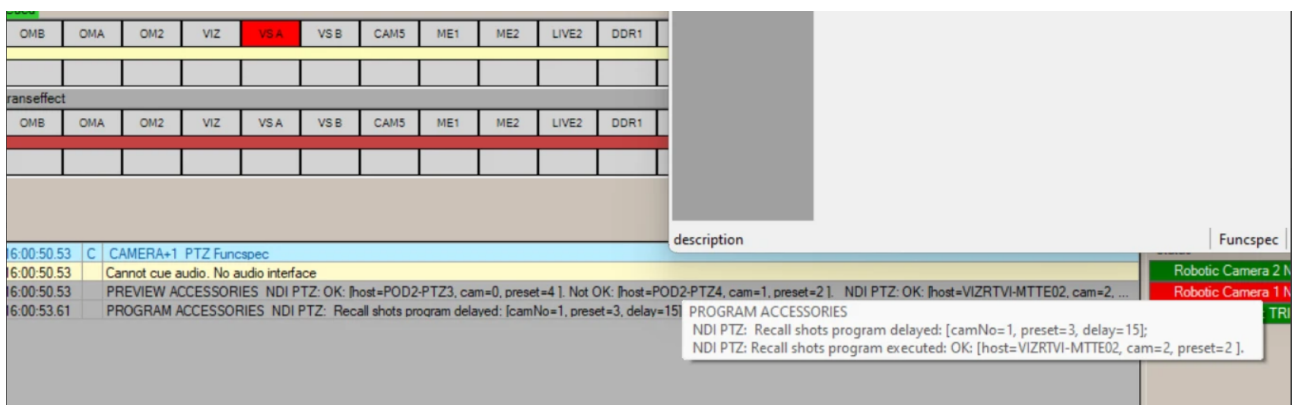 OMB OMA OM2 VIZ VS A VS B CAM5 ME1 ME2 LIVE2 DDR1
ranseffect
OMB OMA OM2 VIZ VS A VS B CAM5 ME1 ME2 LIVE2 DDR1
description Funcspec
16:00:50.53 C CAMERA+1 PTZ Funcspec
16:00:50.53 Cannot cue audio. No audio interface
Robotic Camera 2 N
16:00:50.53 PREVIEW ACCESSORIES NDI PTZ: OK: [host=POD2-PTZ3, cam=0, preset=4 ]. Not OK: [host=POD2-PTZ4, cam=1, preset=2 ]. NDI PTZ: OK: [host=VIZRTVI-MTTE02, cam=2, ...
Robotic Camera 1 N
16:00:53.61 PROGRAM ACCESSORIES NDI PTZ: Recall shots program delayed: [camNo=1, preset=3, delay=15]
TRI
PROGRAM ACCESSORIES
NDI PTZ: Recall shots program delayed: [camNo=1, preset=3, delay=15];
NDI PTZ: Recall shots program executed: OK: [host=VIZRTVI-MTTE02, cam=2, preset=2 ].